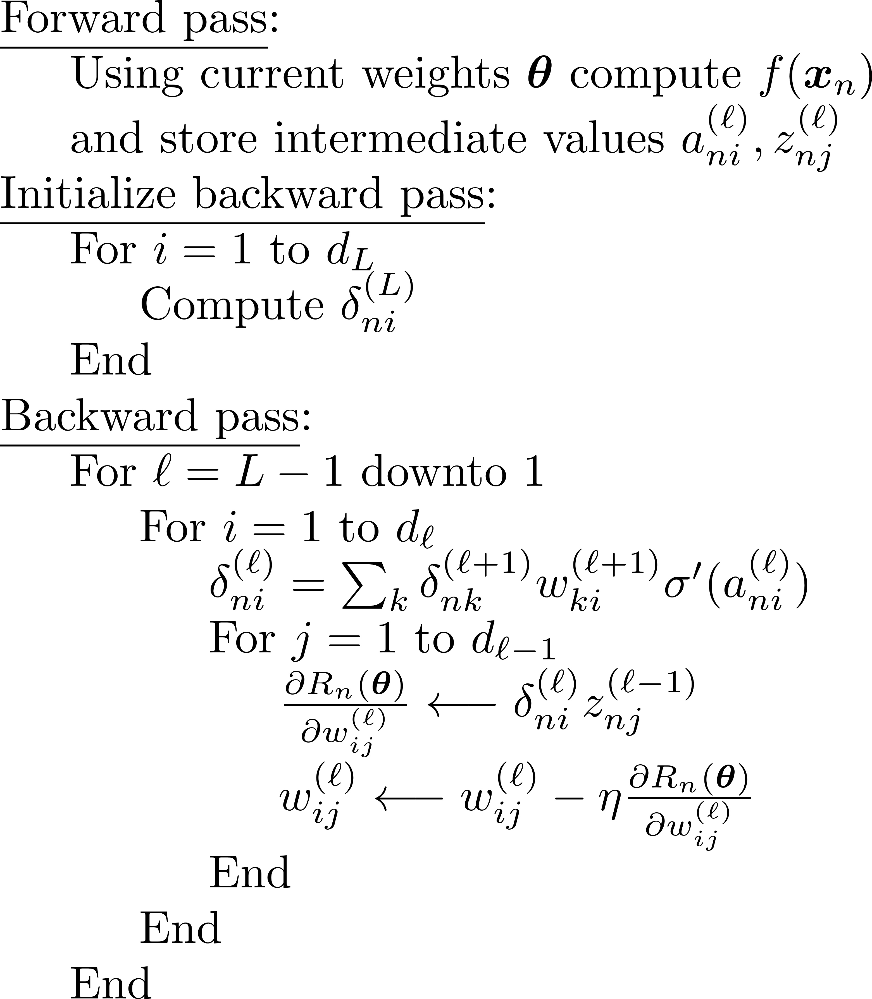 Forward pass:
Using current weights $\boldsymbol{\theta}$ compute $f(\boldsymbol{x}_n)$
and store intermediate values $a_{ni}^{(\ell)}, z_{nj}^{(\ell)}$
Initialize backward pass:
For $i = 1$ to $d_L$
Compute $\delta_{ni}^{(L)}$
End
Backward pass:
For $\ell = L - 1$ downto 1
For $i = 1$ to $d_\ell$
$\delta_{ni}^{(\ell)} = \sum_k \delta_{nk}^{(\ell+1)} w_{ki}^{(\ell+1)} \sigma'(a_{ni}^{(\ell)})$
For $j = 1$ to $d_{\ell-1}$
$\frac{\partial R_n(\boldsymbol{\theta})}{\partial w_{ij}^{(\ell)}} \longleftarrow \delta_{ni}^{(\ell)} z_{nj}^{(\ell-1)}$
$w_{ij}^{(\ell)} \longleftarrow w_{ij}^{(\ell)} - \eta \frac{\partial R_n(\boldsymbol{\theta})}{\partial w_{ij}^{(\ell)}}$
End
End
End